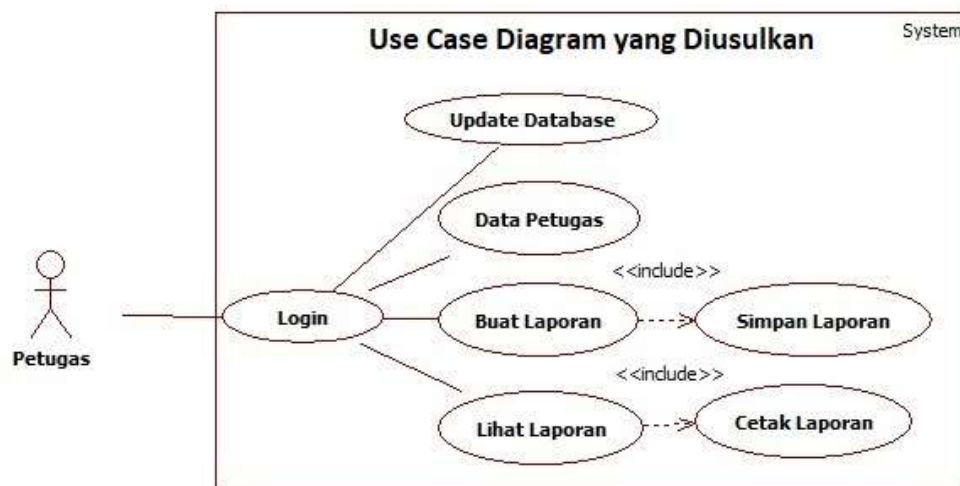 Use Case Diagram yang Diusulkan
System
Update Database
Data Petugas
<<include>>
Login
Buat Laporan
Simpan Laporan
Petugas
<<include>>
Lihat Laporan
Cetak Laporan